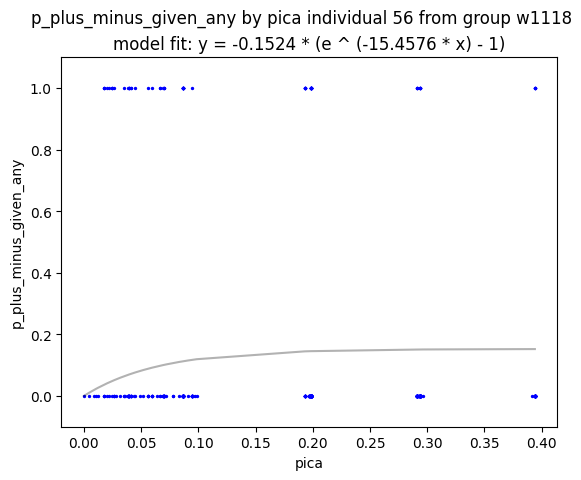 p_plus_minus_given_any by pica individual 56 from group w1118
model fit: y = -0.1524 * (e ^ (-15.4576 * x) - 1)
p_plus_minus_given_any
1.0
0.8
0.6
0.4
0.2
0.0
0.00 0.05 0.10 0.15 0.20 0.25 0.30 0.35 0.40
pica